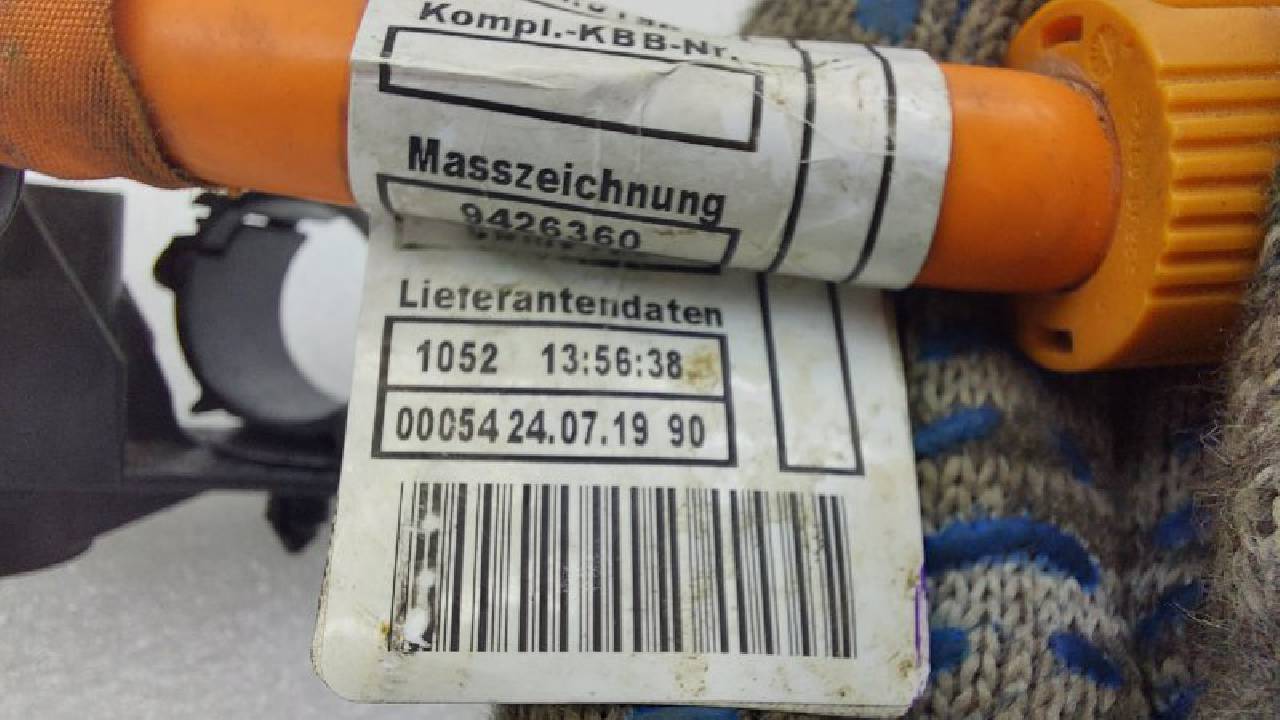 Kompl.-KBB-Nr.
Masszeichnung
9426360
Lieferantendaten
1052 13:56:38
00054 24.07.19 90